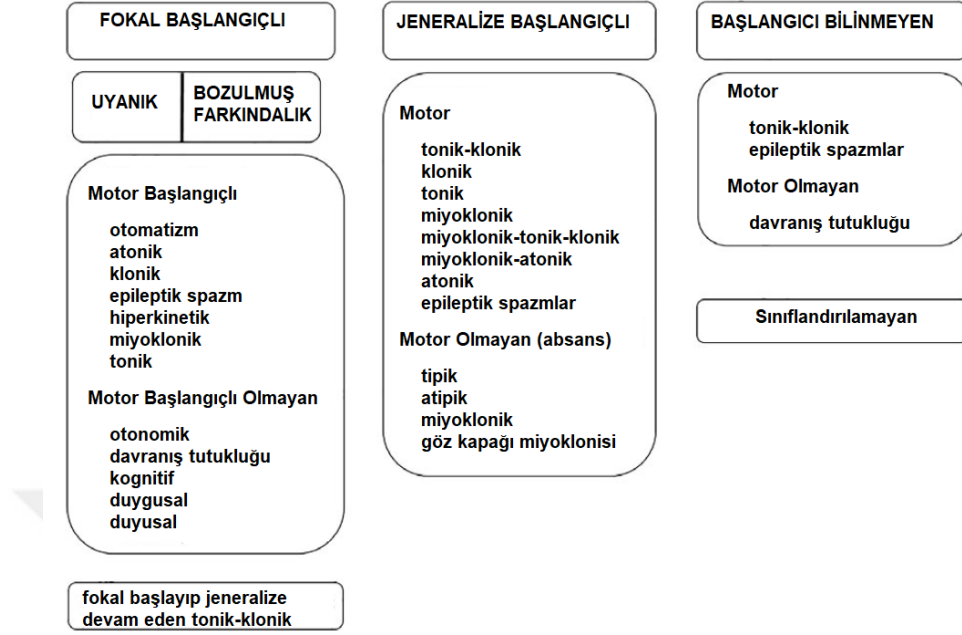 FOKAL BAŞLANGIÇLI
UYANIK
BOZULMUŞ
FARKINDALIK
Motor Başlangıçlı
otomatizm
atonik
klonik
epileptik spazm
hiperkinetik
miyoklonik
tonik
Motor Başlangıçlı Olmayan
otonomik
davranış tutukluğu
kognitif
duygusal
duyusal
fokal başlayıp jeneralize
devam eden tonik-klonik
JENERALİZE BAŞLANGIÇLI
Motor
tonik-klonik
klonik
tonik
miyoklonik
miyoklonik-tonik-klonik
miyoklonik-atonik
atonik
epileptik spazmlar
Motor Olmayan (absans)
tipik
atipik
miyoklonik
göz kapağı miyoklonisi
BAŞLANGICI BİLİNMEYEN
Motor
tonik-klonik
epileptik spazmlar
Motor Olmayan
davranış tutukluğu
Sınıflandırılamayan